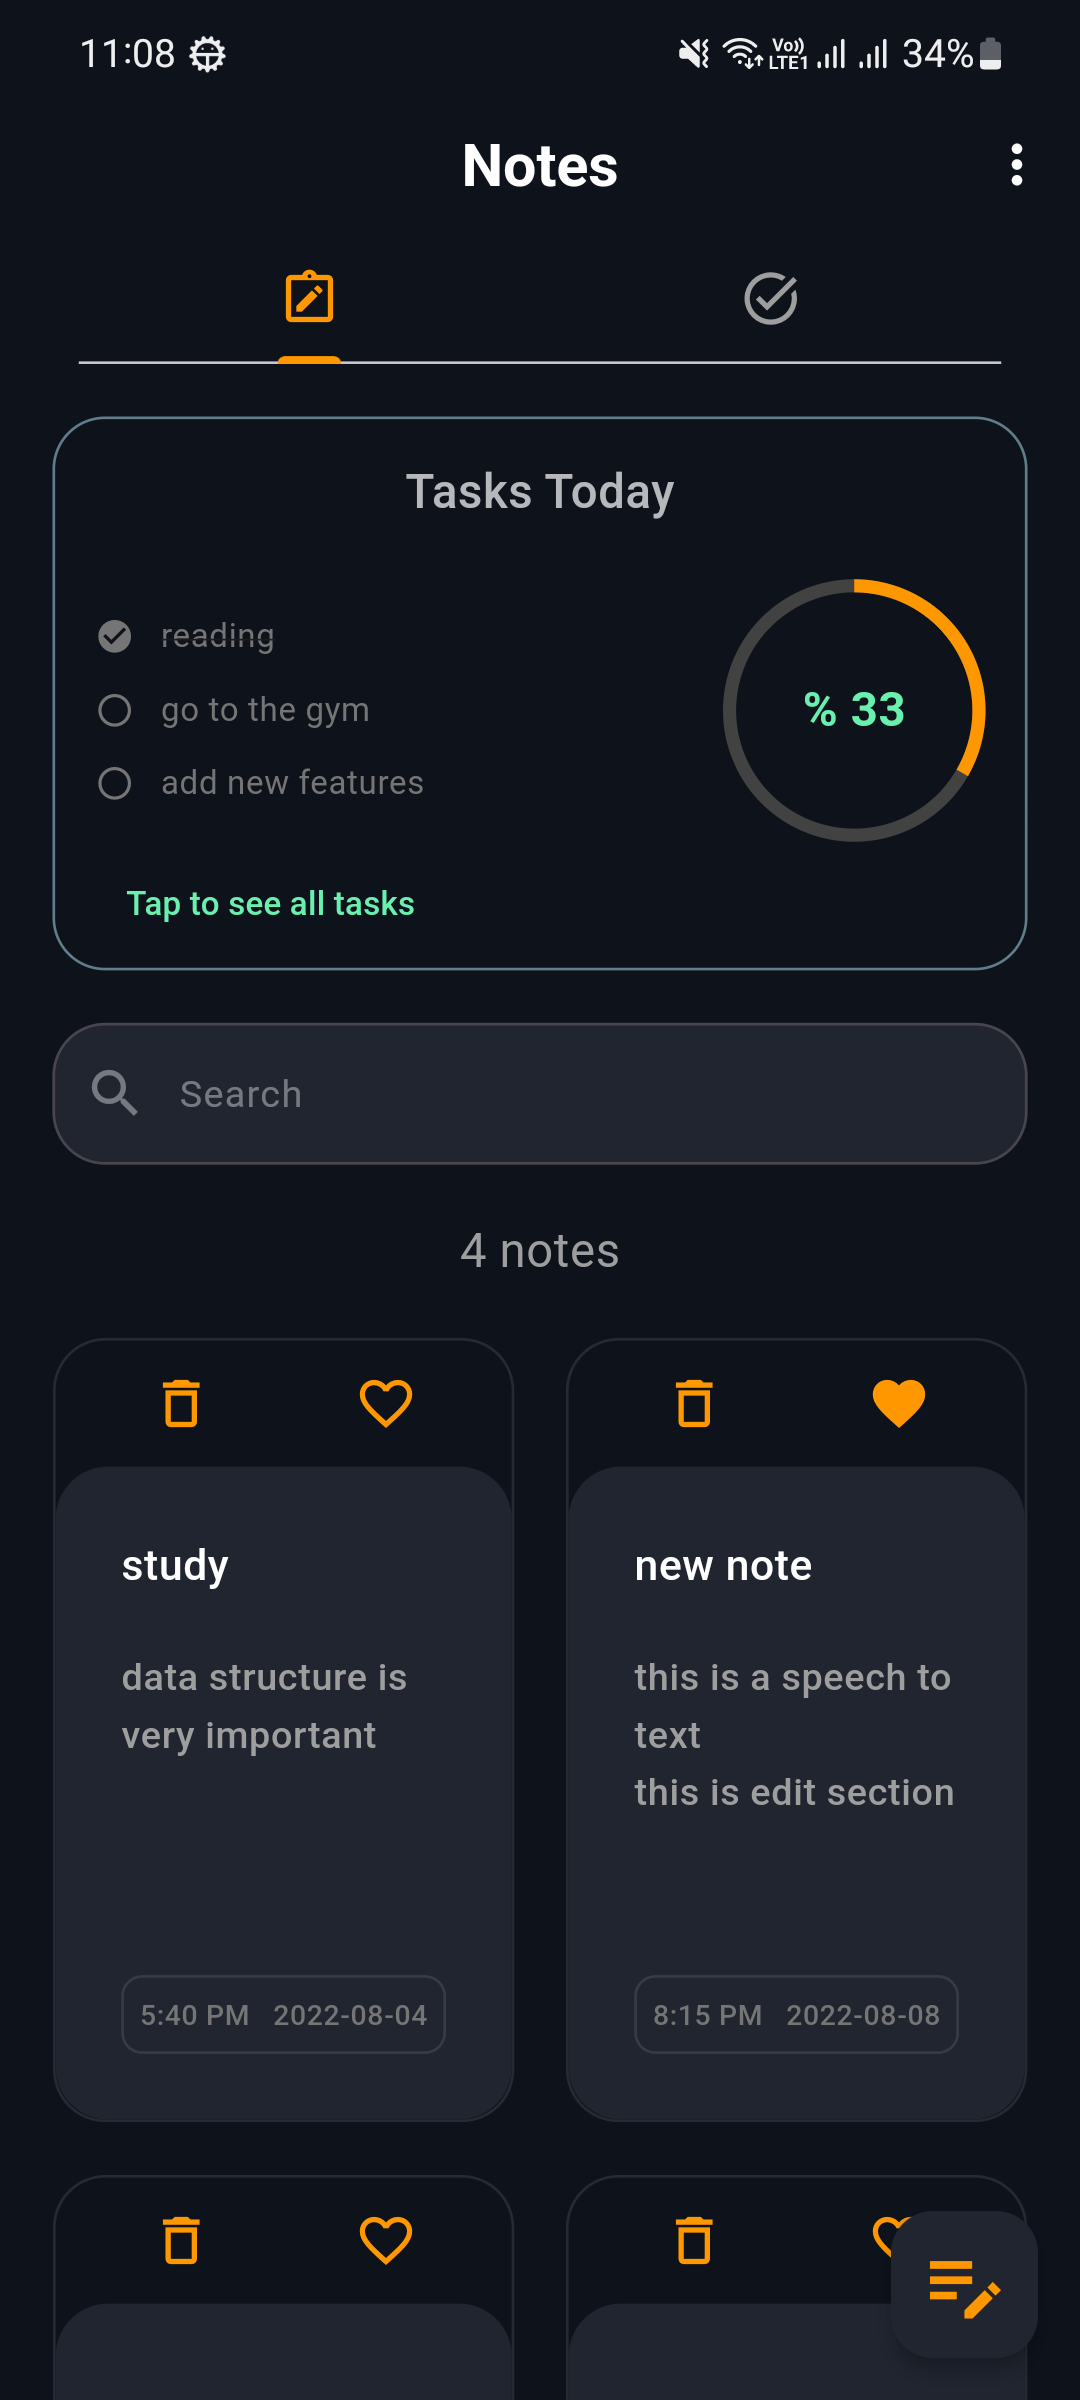 11:08
Vo)) LTE1 34%
Notes
Tasks Today
reading
go to the gym
add new features
% 33
Tap to see all tasks
Search
4 notes
study
data structure is
very important
5:40 PM 2022-08-04
new note
this is a speech to
text
this is edit section
8:15 PM 2022-08-08